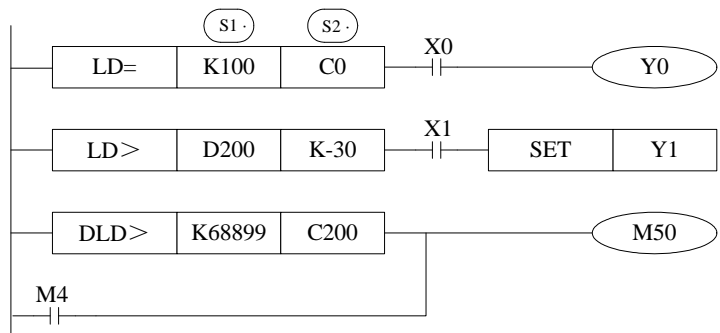 S1· S2·
LD= K100 C0 X0 Y0
LD＞ D200 K-30 X1 SET Y1
DLD＞ K68899 C200 M50
M4